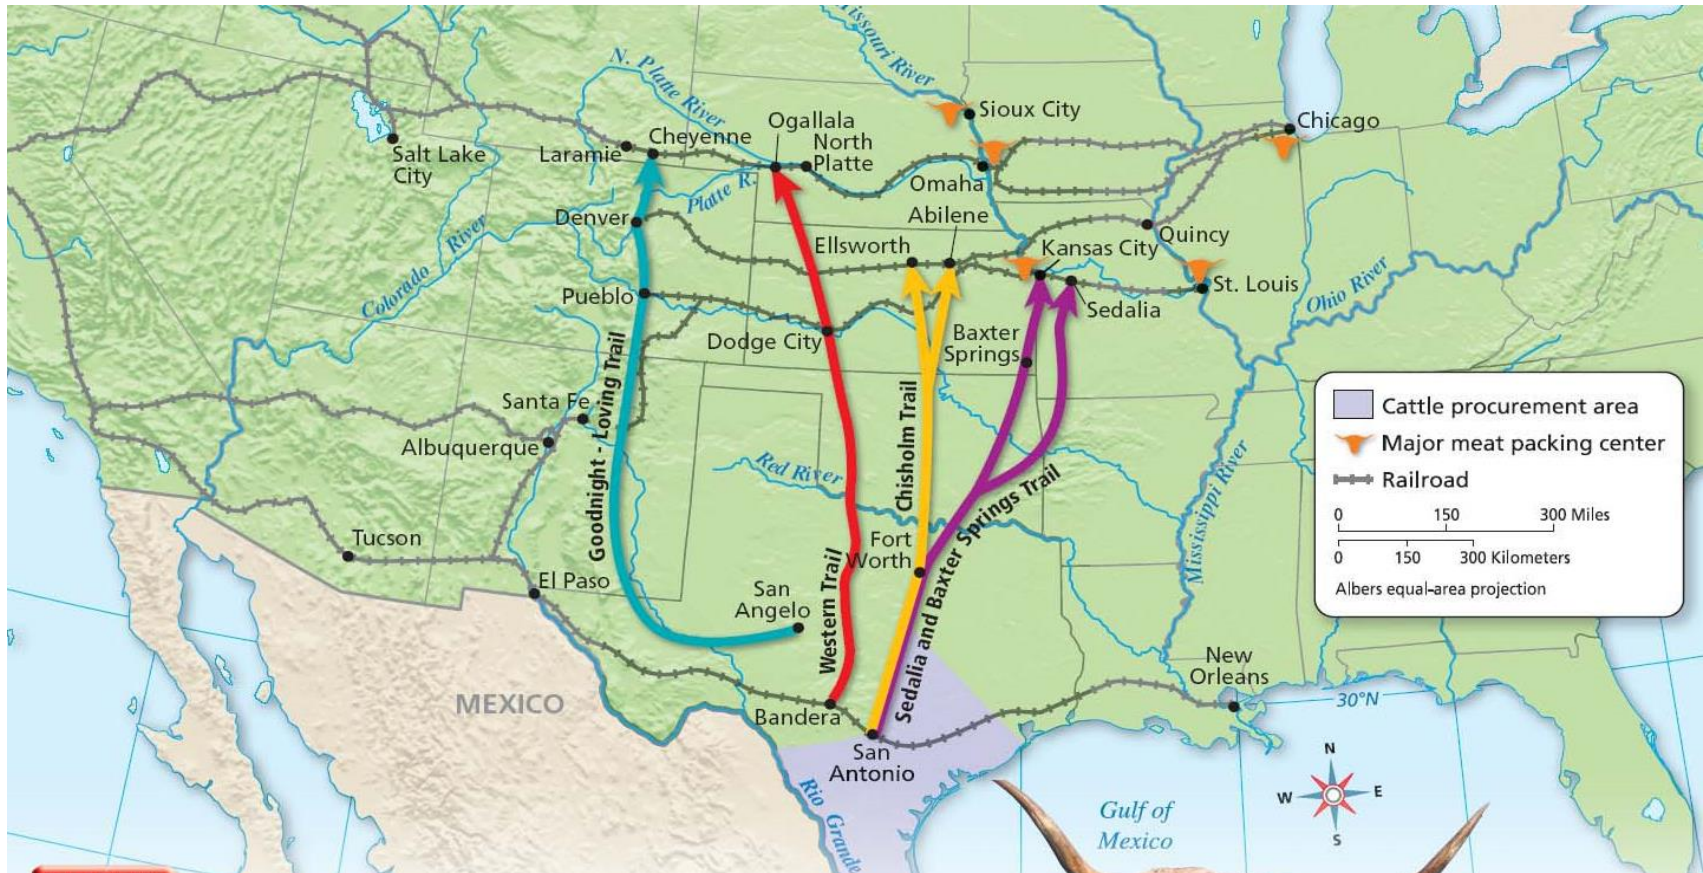 Missouri River
N. Platte River
Sioux City
Ogallala
Chicago
Cheyenne
North
Platte
Laramie
Salt Lake
City
Omaha
Platte R.
Denver
Abilene
Colorado River
Ellsworth
Kansas City
Quincy
Pueblo
St. Louis
Sedalia
Ohio River
Dodge City
Baxter
Springs
Goodnight - Loving Trail
Santa Fe
Albuquerque
Chisholm Trail
Red River
Sedalia and Baxter Springs Trail
Mississippi River
Cattle procurement area
Major meat packing center
Railroad
0 150 300 Miles
0 150 300 Kilometers
Albers equal-area projection
Tucson
Fort
Worth
El Paso
San
Angelo
Western Trail
New
Orleans
MEXICO
Bandera
30°N
San
Antonio
Rio Grande
Gulf of
Mexico
N
W E
S